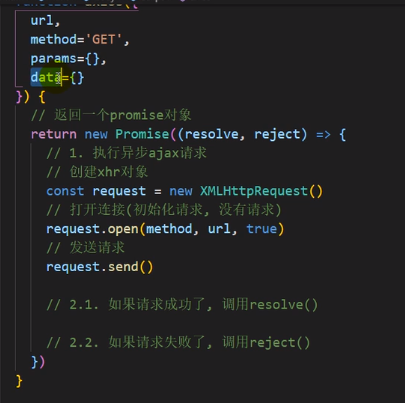 url,
method='GET',
params={},
data={}
}) {
// 返回一个promise对象
return new Promise((resolve, reject) => {
// 1. 执行异步ajax请求
// 创建xhr对象
const request = new XMLHttpRequest()
// 打开连接(初始化请求, 没有请求)
request.open(method, url, true)
// 发送请求
request.send()
// 2.1. 如果请求成功了, 调用resolve()
// 2.2. 如果请求失败了, 调用reject()
})
}